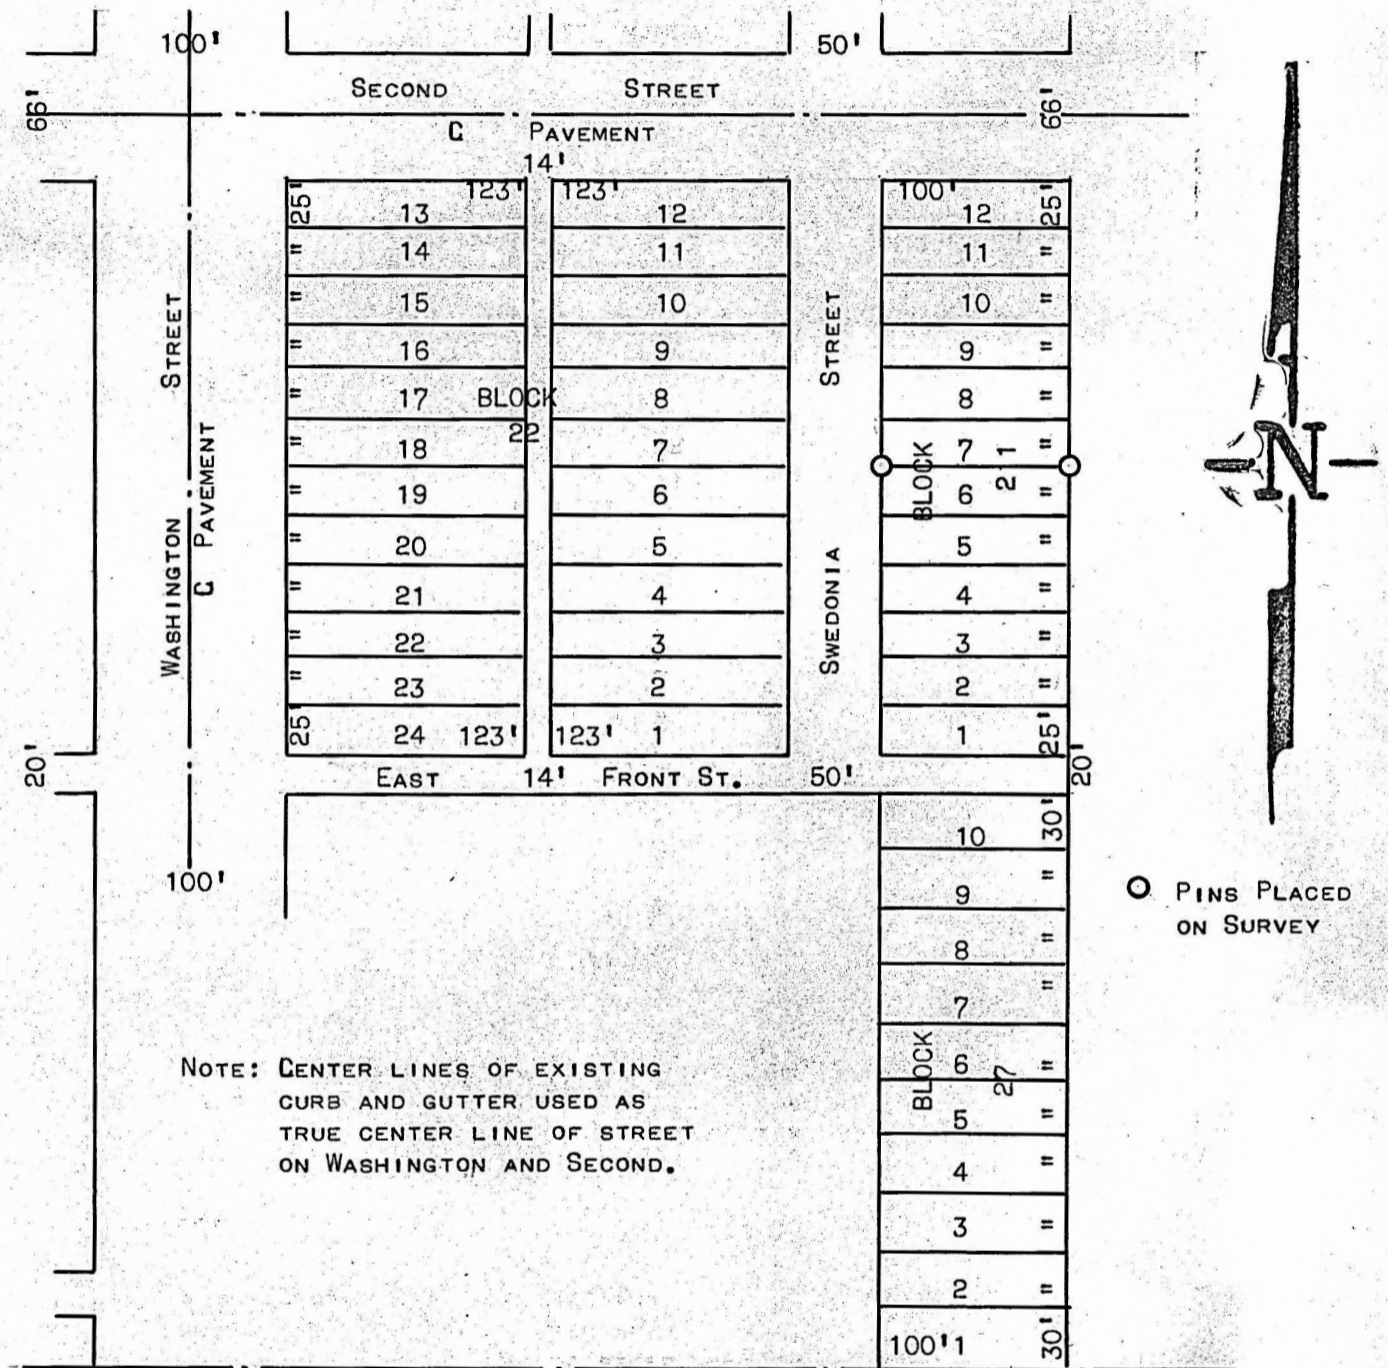 100'
50'
66'
SECOND STREET
66'
C PAVEMENT
14'
25' 123' 123' 100' 25'
13 12 12
" 14 11 11 "
" 15 10 10 "
" 16 9 9 "
" 17 BLOCK 8 8
22
" 18 7 7 "
BLOCK 21
" 19 6 6 "
" 20 5 5 "
" 21 4 4 "
" 22 3 3 "
" 23 2 2 "
25' 24 123' 123' 1 1 25'
WASHINGTON STREET
C PAVEMENT
SWEDONIA STREET
N
20' EAST 14' FRONT ST. 50' 20'
10 30'
100'
9 "
8 "
7 "
BLOCK 27
6 "
5 "
4 "
3 "
2 "
100' 1 30'
PINS PLACED
ON SURVEY
NOTE: CENTER LINES OF EXISTING
CURB AND GUTTER USED AS
TRUE CENTER LINE OF STREET
ON WASHINGTON AND SECOND.